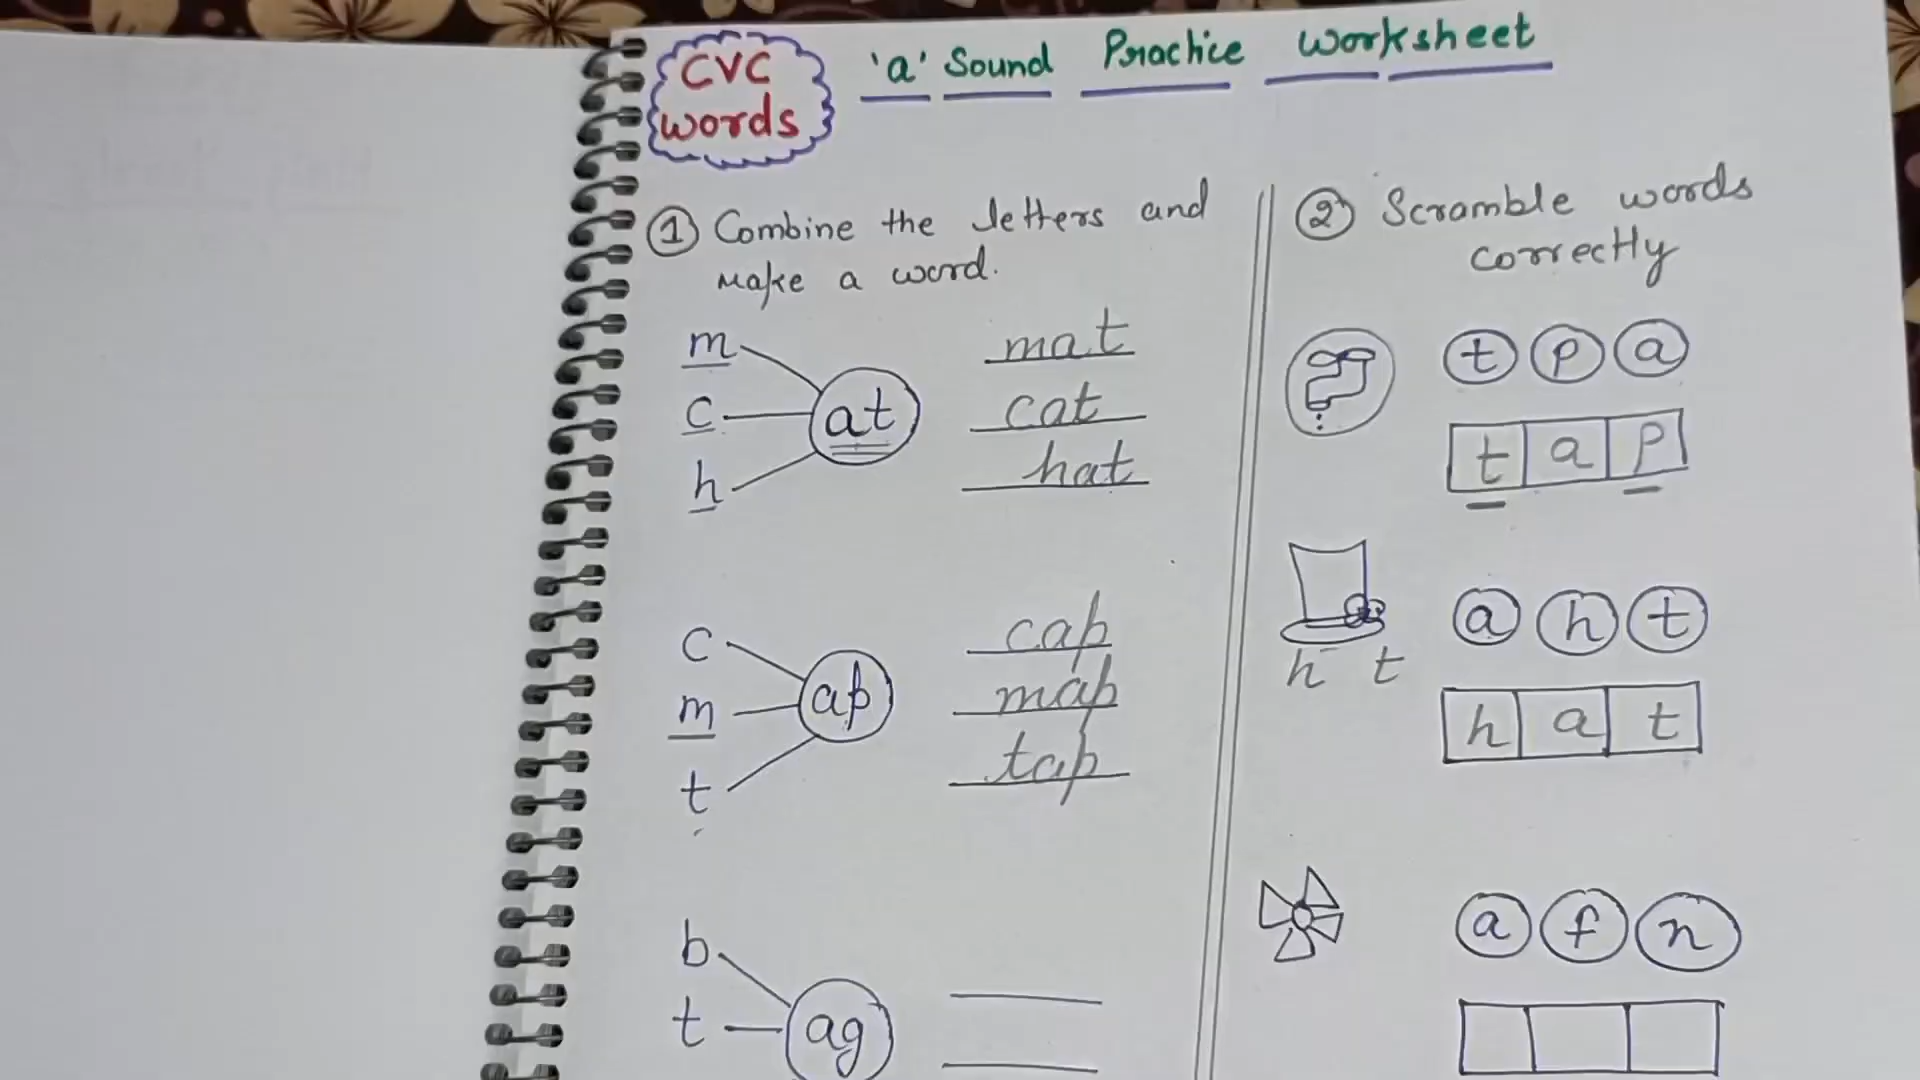 CVC
words
'a' Sound Practice Worksheet
① Combine the letters and
make a word.
m
c
h
at
mat
cat
hat
c
m
t
ap
cap
map
tap
b
t
ag
② Scramble words
correctly
t p a
t a p
a h t
h t
h a t
a f n